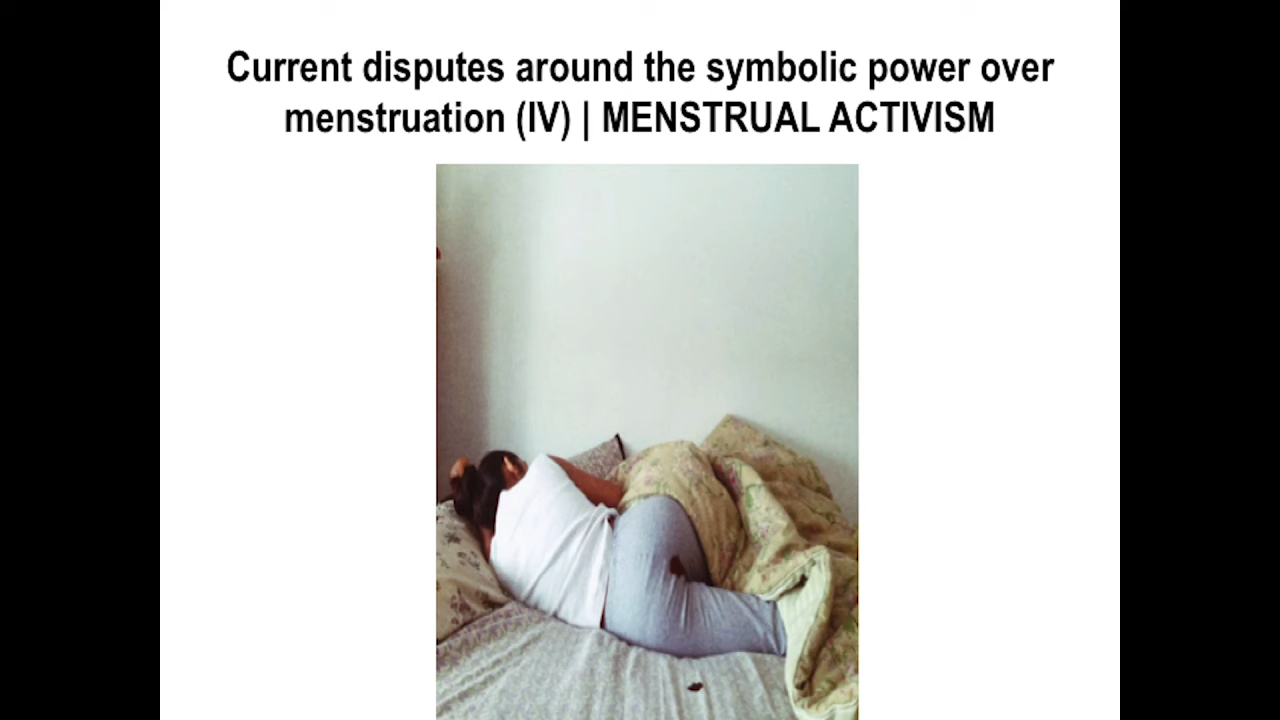 Current disputes around the symbolic power over
menstruation (IV) | MENSTRUAL ACTIVISM